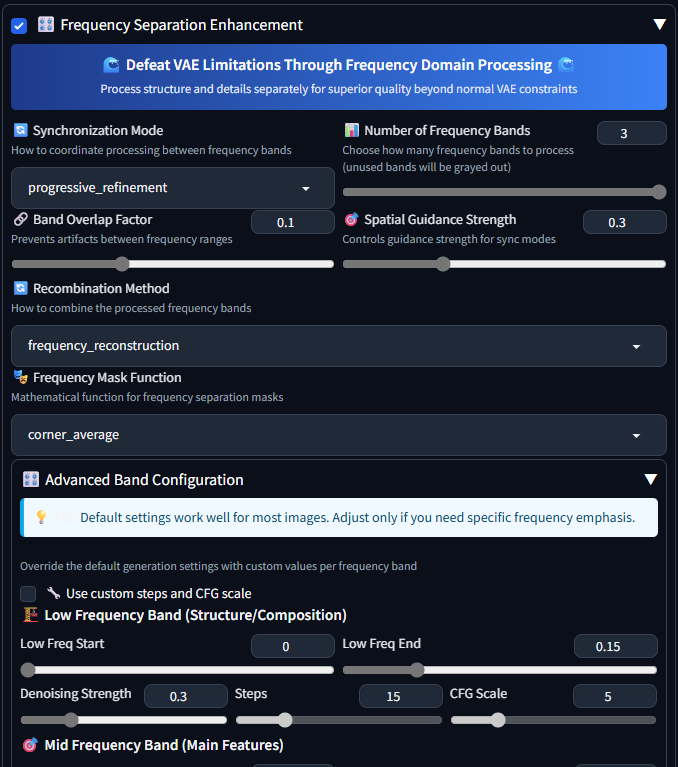 Frequency Separation Enhancement
Defeat VAE Limitations Through Frequency Domain Processing
Process structure and details separately for superior quality beyond normal VAE constraints
Synchronization Mode
How to coordinate processing between frequency bands
progressive_refinement
Number of Frequency Bands
3
Choose how many frequency bands to process
(unused bands will be grayed out)
Band Overlap Factor
0.1
Prevents artifacts between frequency ranges
Spatial Guidance Strength
0.3
Controls guidance strength for sync modes
Recombination Method
How to combine the processed frequency bands
frequency_reconstruction
Frequency Mask Function
Mathematical function for frequency separation masks
corner_average
Advanced Band Configuration
Default settings work well for most images. Adjust only if you need specific frequency emphasis.
Override the default generation settings with custom values per frequency band
Use custom steps and CFG scale
Low Frequency Band (Structure/Composition)
Low Freq Start
0
Low Freq End
0.15
Denoising Strength
0.3
Steps
15
CFG Scale
5
Mid Frequency Band (Main Features)